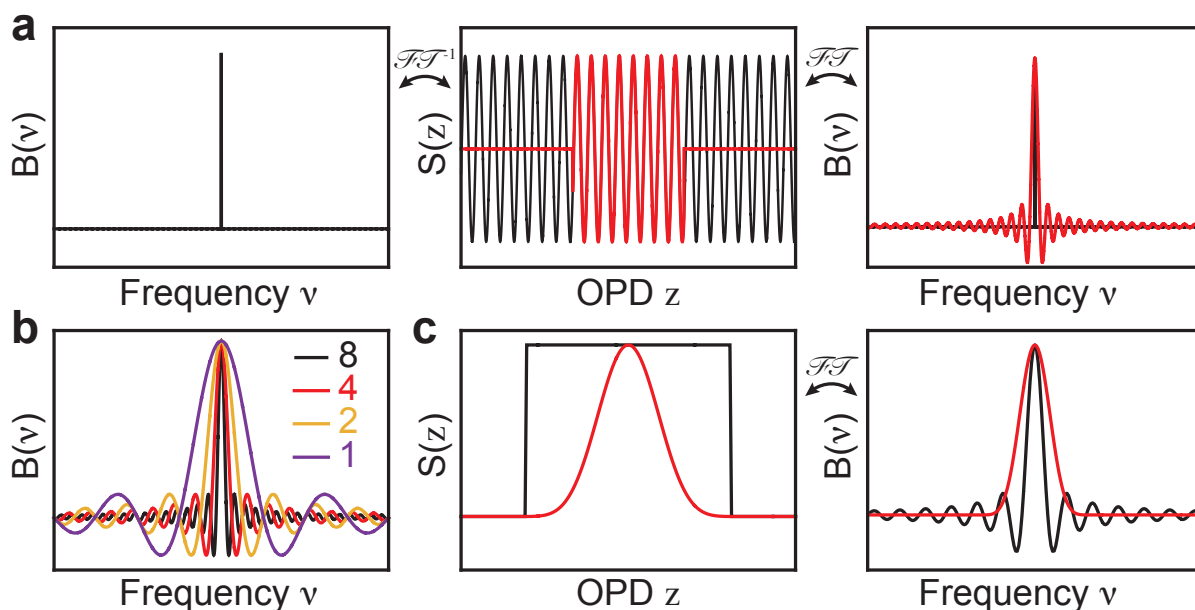 a
B(ν)
Frequency ν
ℱ𝒯⁻¹
S(z)
OPD z
ℱ𝒯
B(ν)
Frequency ν
b
B(ν)
8
4
2
1
Frequency ν
c
S(z)
OPD z
ℱ𝒯
B(ν)
Frequency ν